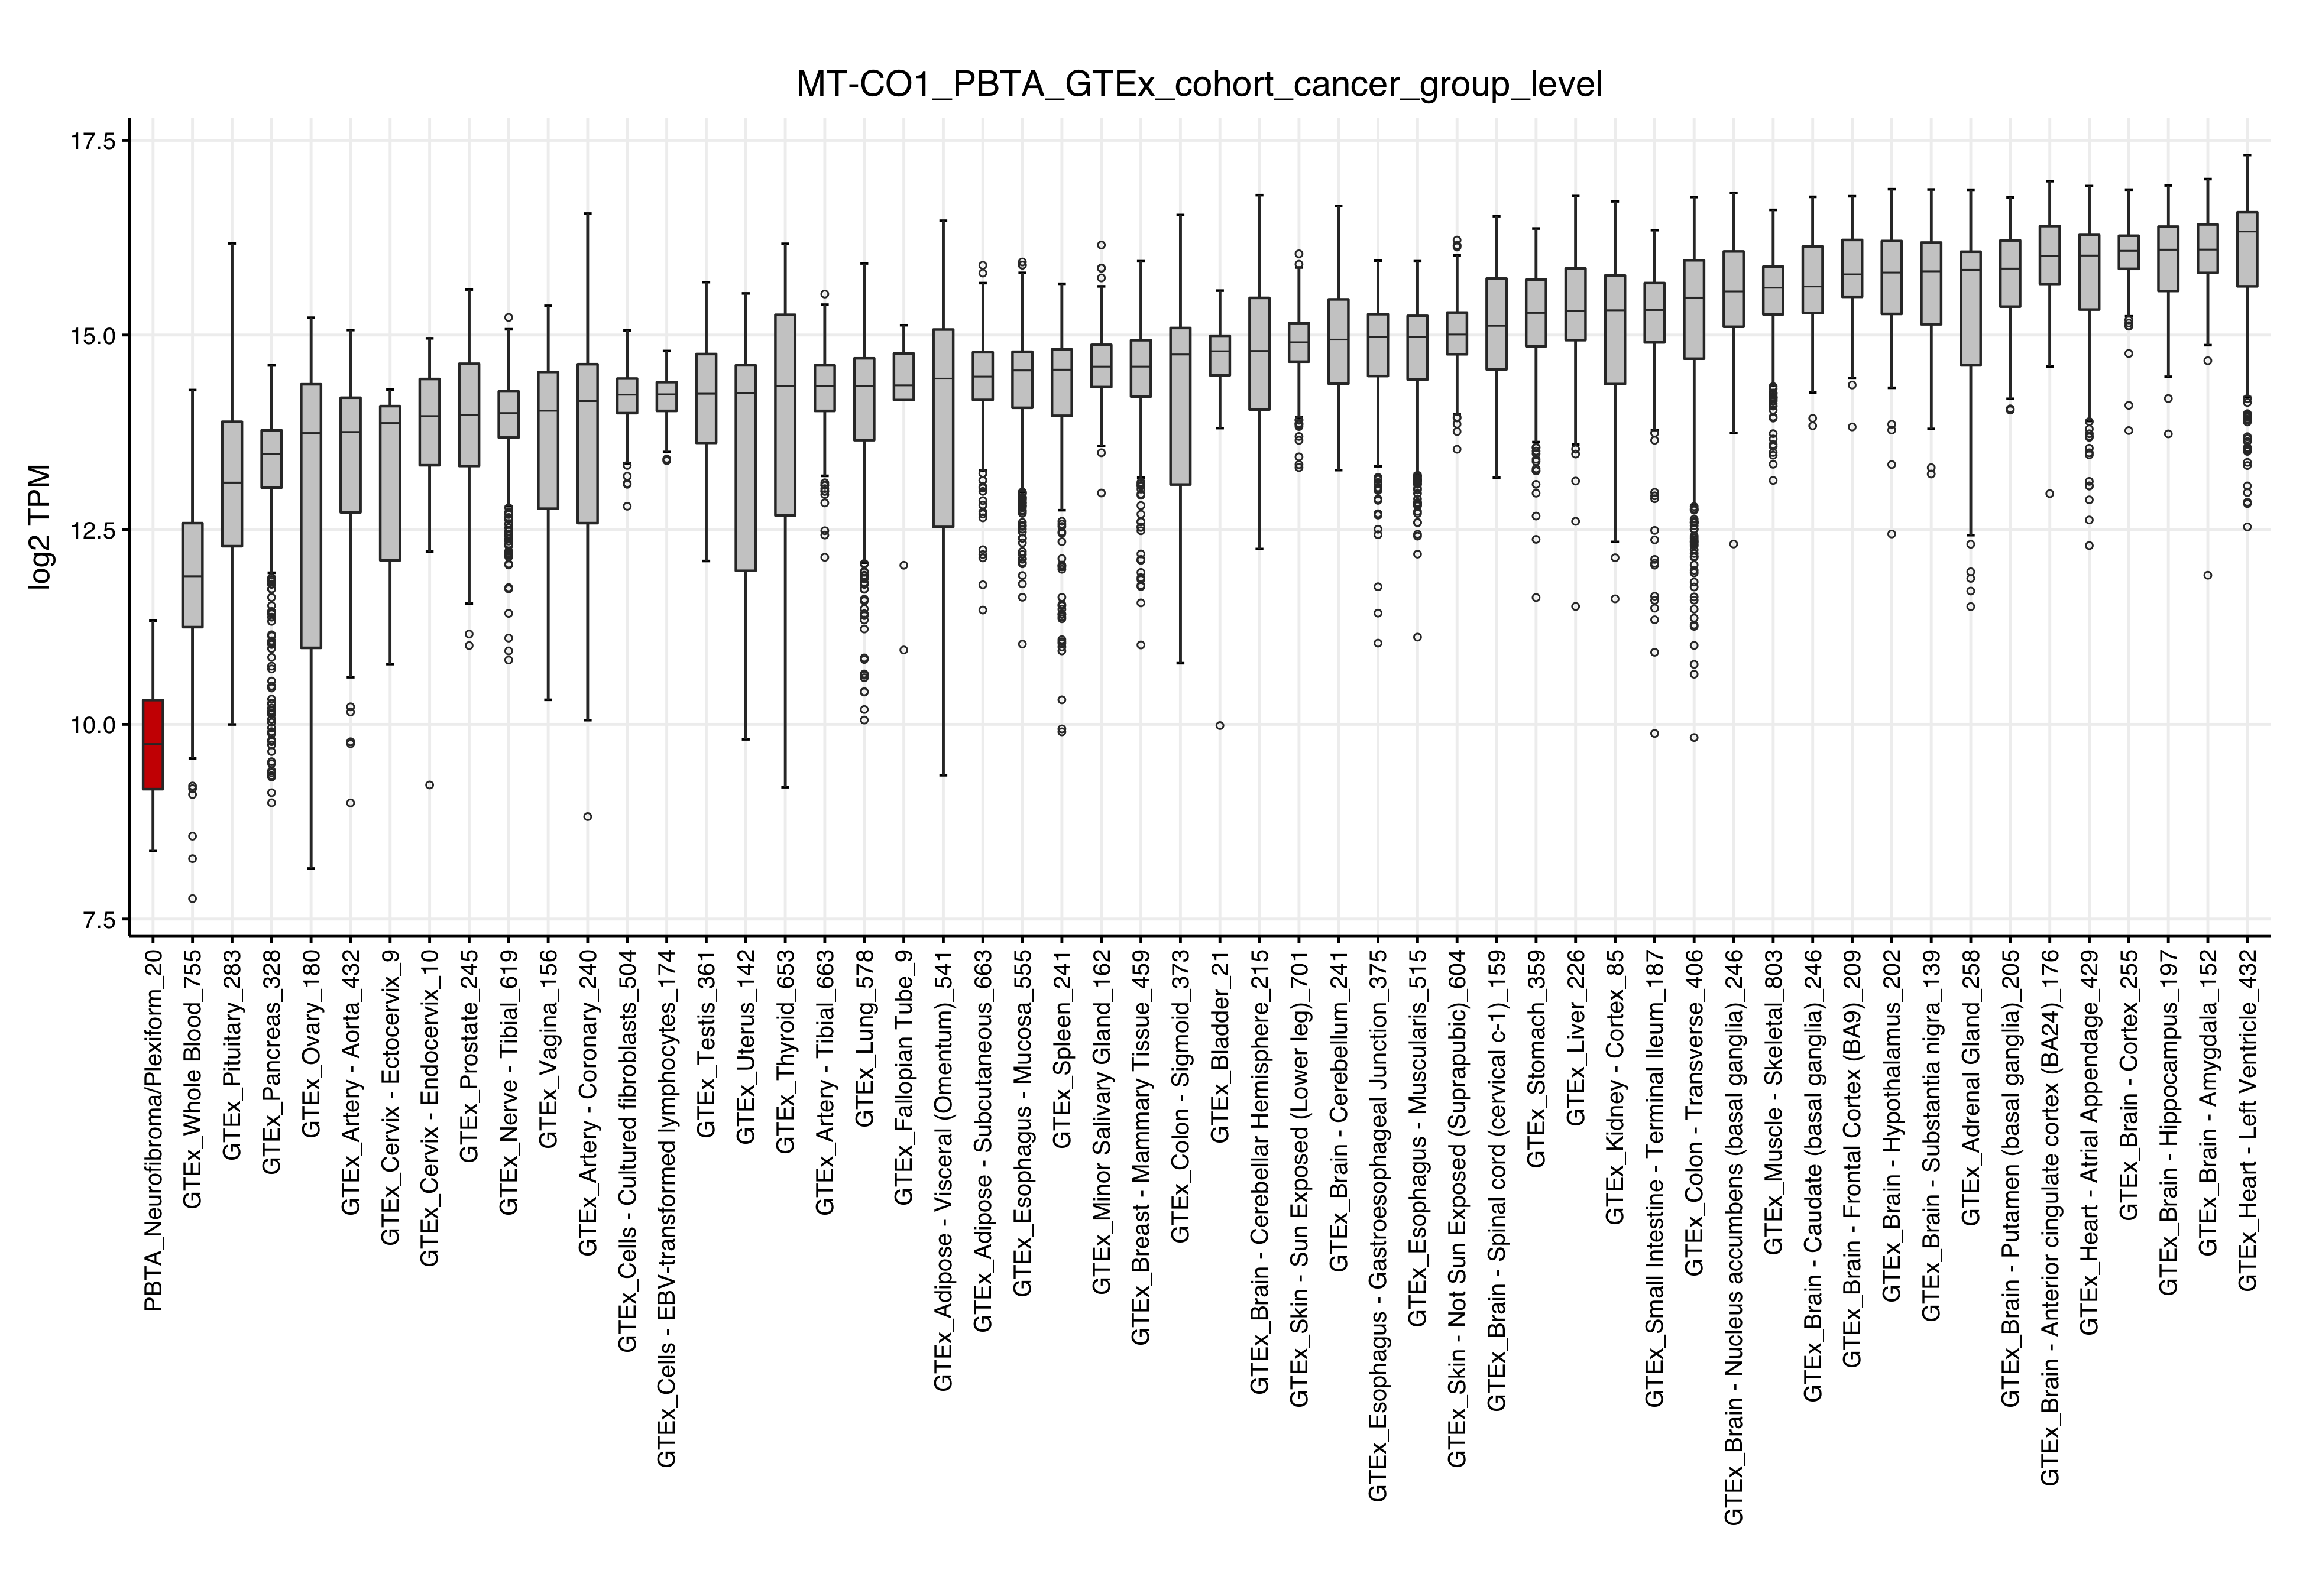 MT-CO1_PBTA_GTEx_cohort_cancer_group_level
log2 TPM
17.5
15.0
12.5
10.0
7.5
PBTA_Neurofibroma/Plexiform_20
GTEx_Whole Blood_755
GTEx_Pituitary_283
GTEx_Pancreas_328
GTEx_Ovary_180
GTEx_Artery - Aorta_432
GTEx_Cervix - Ectocervix_9
GTEx_Cervix - Endocervix_10
GTEx_Prostate_245
GTEx_Nerve - Tibial_619
GTEx_Vagina_156
GTEx_Artery - Coronary_240
GTEx_Cells - Cultured fibroblasts_504
GTEx_Cells - EBV-transformed lymphocytes_174
GTEx_Testis_361
GTEx_Uterus_142
GTEx_Thyroid_653
GTEx_Artery - Tibial_663
GTEx_Lung_578
GTEx_Fallopian Tube_9
GTEx_Adipose - Visceral (Omentum)_541
GTEx_Adipose - Subcutaneous_663
GTEx_Esophagus - Mucosa_555
GTEx_Spleen_241
GTEx_Minor Salivary Gland_162
GTEx_Breast - Mammary Tissue_459
GTEx_Colon - Sigmoid_373
GTEx_Bladder_21
GTEx_Brain - Cerebellar Hemisphere_215
GTEx_Skin - Sun Exposed (Lower leg)_701
GTEx_Brain - Cerebellum_241
GTEx_Esophagus - Gastroesophageal Junction_375
GTEx_Esophagus - Muscularis_515
GTEx_Skin - Not Sun Exposed (Suprapubic)_604
GTEx_Brain - Spinal cord (cervical c-1)_159
GTEx_Stomach_359
GTEx_Liver_226
GTEx_Kidney - Cortex_85
GTEx_Small Intestine - Terminal Ileum_187
GTEx_Colon - Transverse_406
GTEx_Brain - Nucleus accumbens (basal ganglia)_246
GTEx_Muscle - Skeletal_803
GTEx_Brain - Caudate (basal ganglia)_246
GTEx_Brain - Frontal Cortex (BA9)_209
GTEx_Brain - Hypothalamus_202
GTEx_Brain - Substantia nigra_139
GTEx_Adrenal Gland_258
GTEx_Brain - Putamen (basal ganglia)_205
GTEx_Brain - Anterior cingulate cortex (BA24)_176
GTEx_Heart - Atrial Appendage_429
GTEx_Brain - Cortex_255
GTEx_Brain - Hippocampus_197
GTEx_Brain - Amygdala_152
GTEx_Heart - Left Ventricle_432